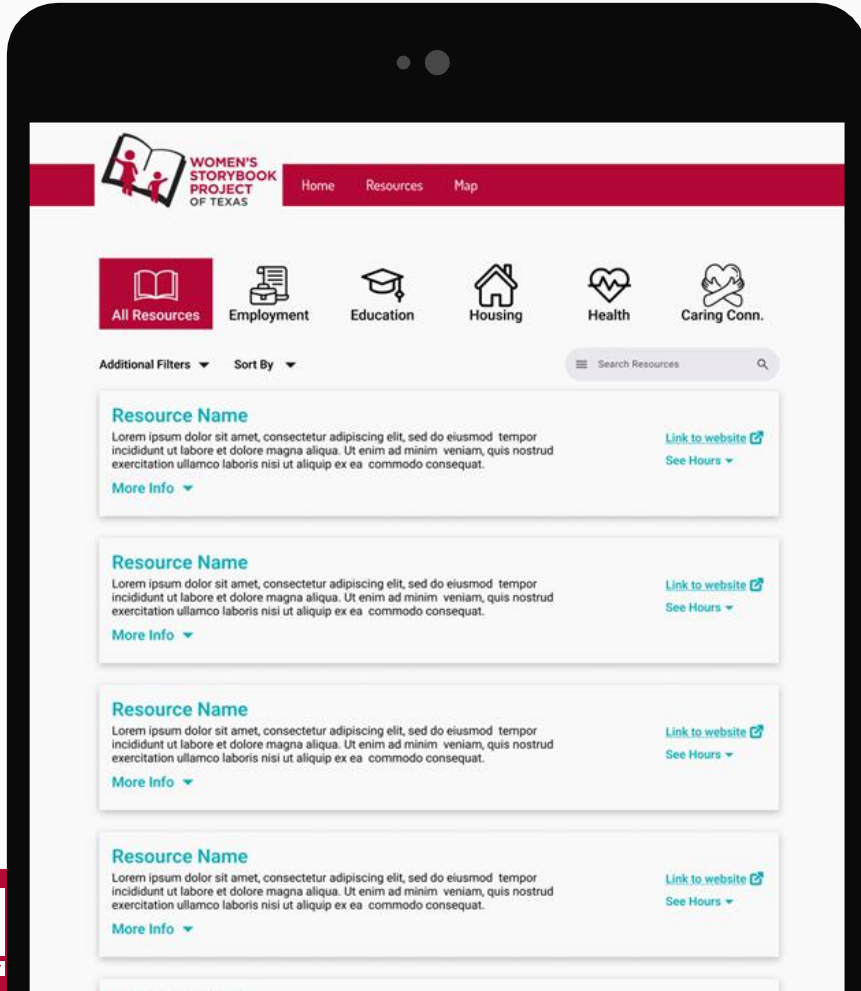 WOMEN'S
STORYBOOK
PROJECT
OF TEXAS
Home Resources Map
All Resources Employment Education Housing Health Caring Conn.
Additional Filters Sort By Search Resources
Resource Name
Lorem ipsum dolor sit amet, consectetur adipiscing elit, sed do eiusmod tempor
incididunt ut labore et dolore magna aliqua. Ut enim ad minim veniam, quis nostrud
exercitation ullamco laboris nisi ut aliquip ex ea commodo consequat.
More Info
Link to website
See Hours
Resource Name
Lorem ipsum dolor sit amet, consectetur adipiscing elit, sed do eiusmod tempor
incididunt ut labore et dolore magna aliqua. Ut enim ad minim veniam, quis nostrud
exercitation ullamco laboris nisi ut aliquip ex ea commodo consequat.
More Info
Link to website
See Hours
Resource Name
Lorem ipsum dolor sit amet, consectetur adipiscing elit, sed do eiusmod tempor
incididunt ut labore et dolore magna aliqua. Ut enim ad minim veniam, quis nostrud
exercitation ullamco laboris nisi ut aliquip ex ea commodo consequat.
More Info
Link to website
See Hours
Resource Name
Lorem ipsum dolor sit amet, consectetur adipiscing elit, sed do eiusmod tempor
incididunt ut labore et dolore magna aliqua. Ut enim ad minim veniam, quis nostrud
exercitation ullamco laboris nisi ut aliquip ex ea commodo consequat.
More Info
Link to website
See Hours